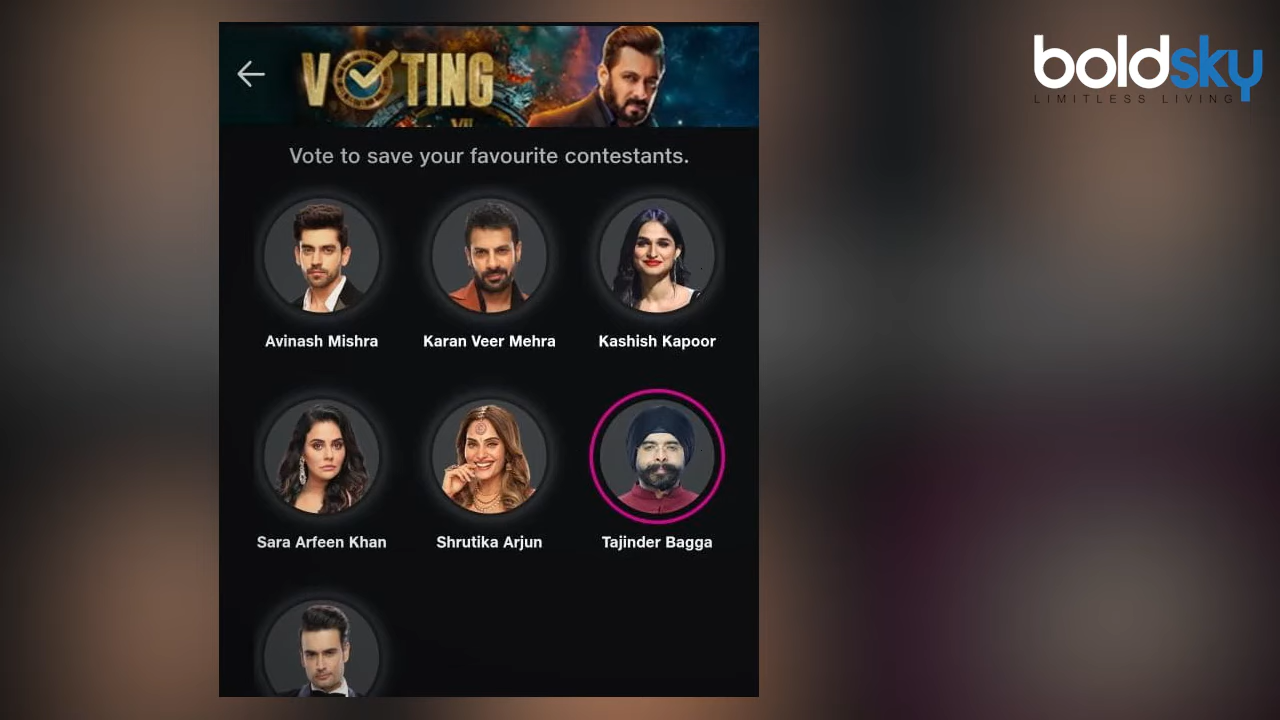 VOTING
Vote to save your favourite contestants.
Avinash Mishra
Karan Veer Mehra
Kashish Kapoor
Sara Arfeen Khan
Shrutika Arjun
Tajinder Bagga
boldsky
LIMITLESS LIVING